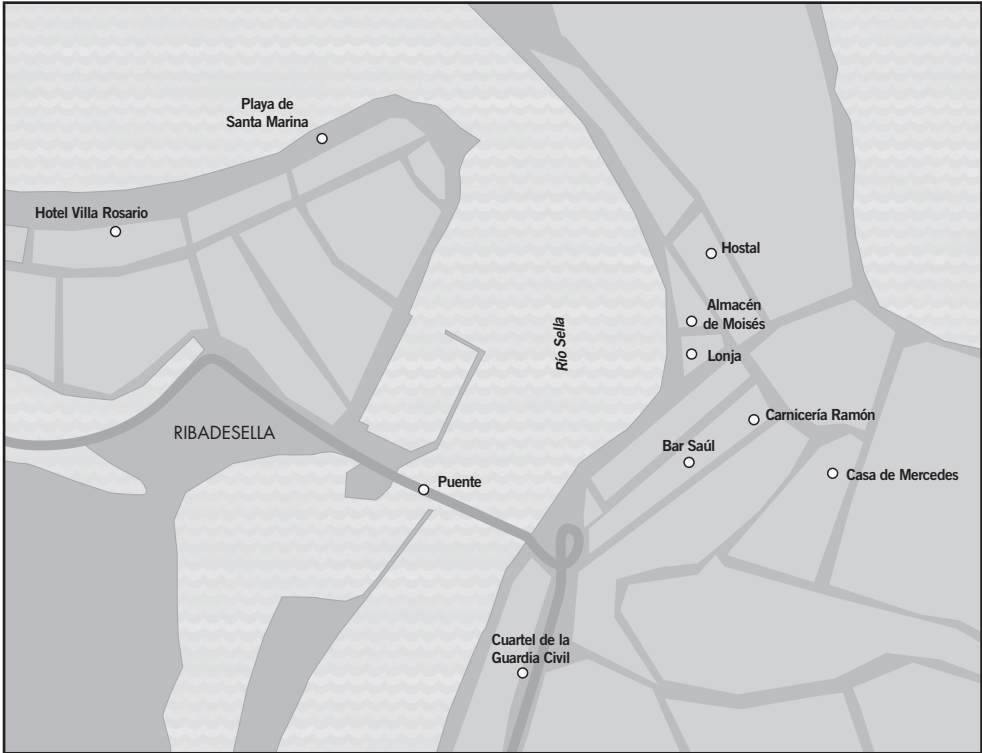 Playa de
Santa Marina
Hotel Villa Rosario
Hostal
Almacén
de Moisés
Río Sella
Lonja
Carnicería Ramón
RIBADESELLA
Bar Saúl
Casa de Mercedes
Puente
Cuartel de la
Guardia Civil